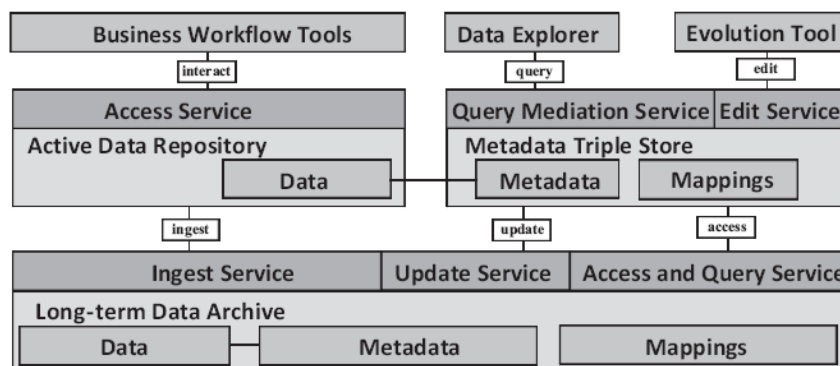 Business Workflow Tools
Data Explorer
Evolution Tool
interact
query
edit
Access Service
Query Mediation Service
Edit Service
Active Data Repository
Metadata Triple Store
Data
Metadata
Mappings
ingest
update
access
Ingest Service
Update Service
Access and Query Service
Long-term Data Archive
Data
Metadata
Mappings